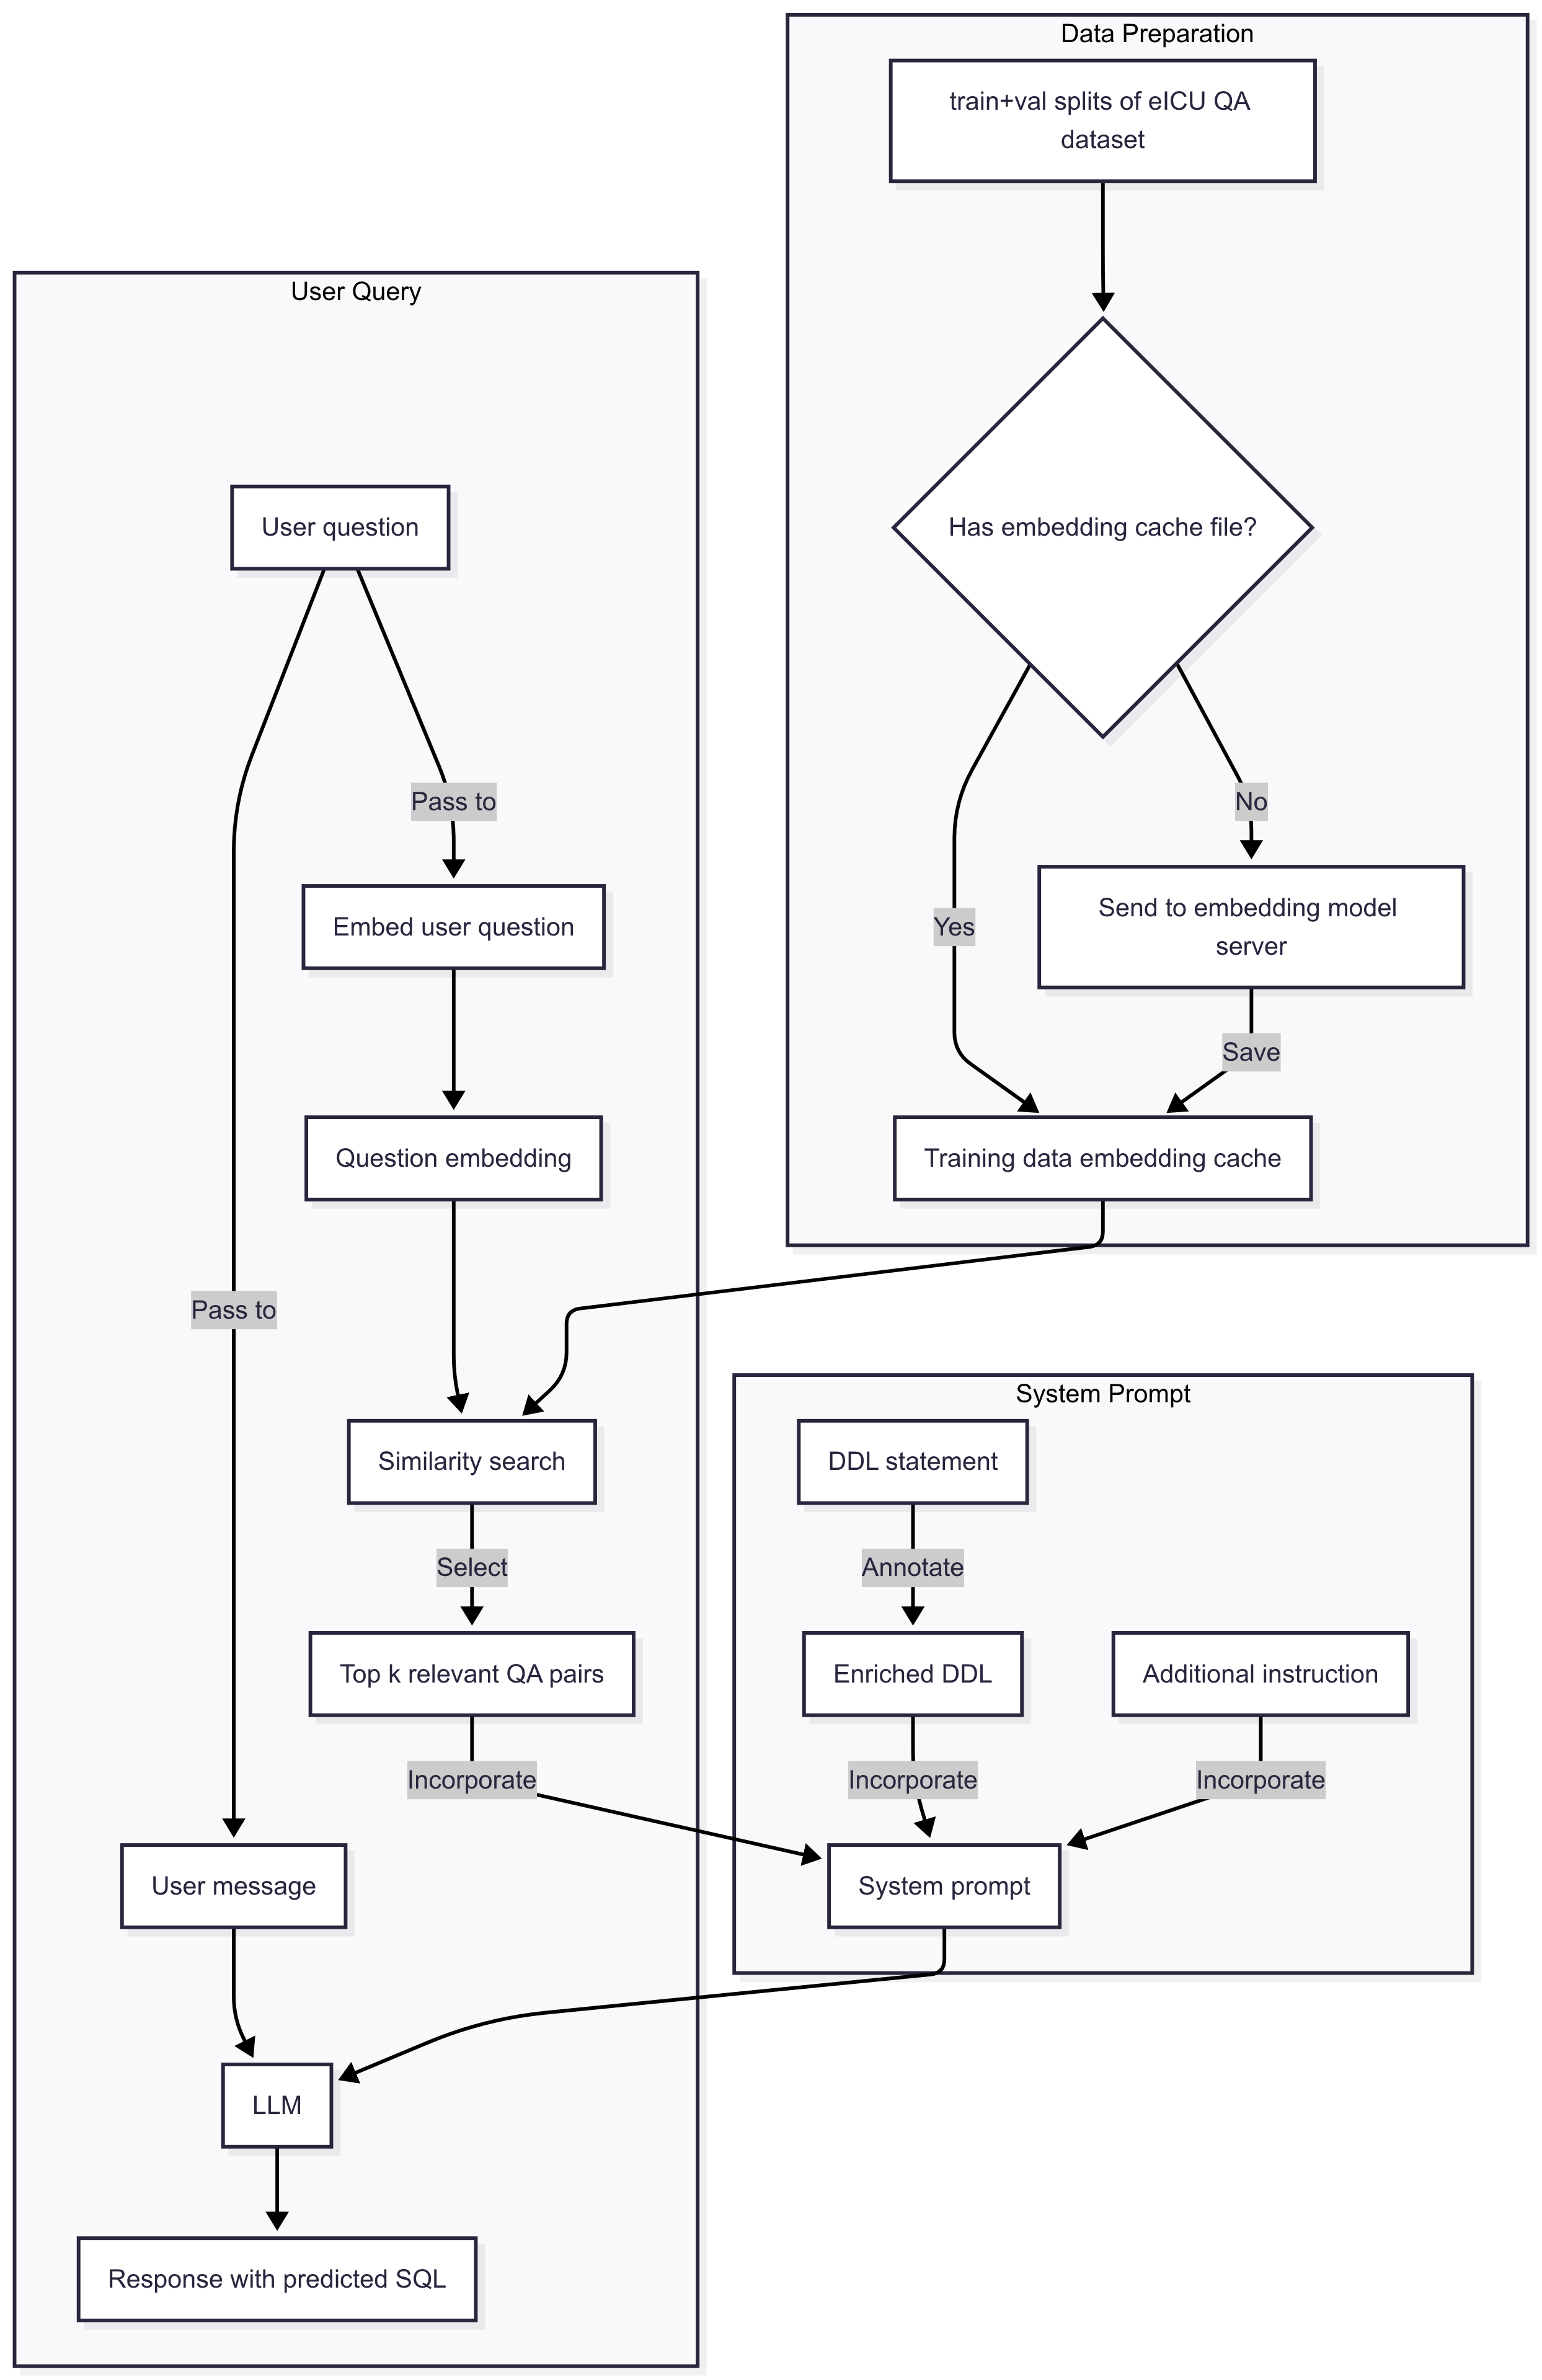 Data Preparation
train+val splits of eICU QA
dataset
Has embedding cache file?
Yes
No
Send to embedding model
server
Save
Training data embedding cache
User Query
User question
Pass to
Embed user question
Question embedding
Pass to
Similarity search
Select
Top k relevant QA pairs
Incorporate
System Prompt
DDL statement
Annotate
Enriched DDL
Additional instruction
Incorporate
Incorporate
System prompt
User message
LLM
Response with predicted SQL